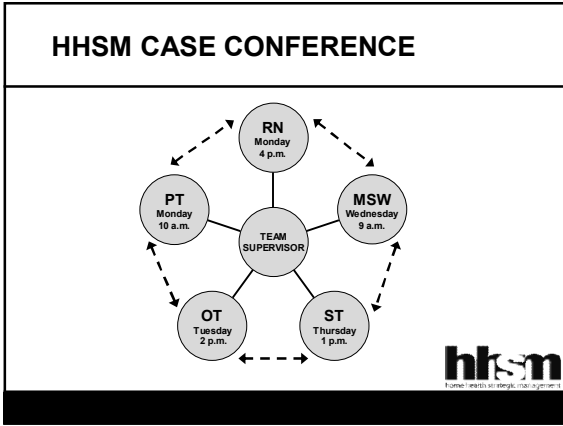 HHSM CASE CONFERENCE
RN
Monday
4 p.m.
PT
Monday
10 a.m.
MSW
Wednesday
9 a.m.
TEAM
SUPERVISOR
OT
Tuesday
2 p.m.
ST
Thursday
1 p.m.
hhsm
home health strategic management